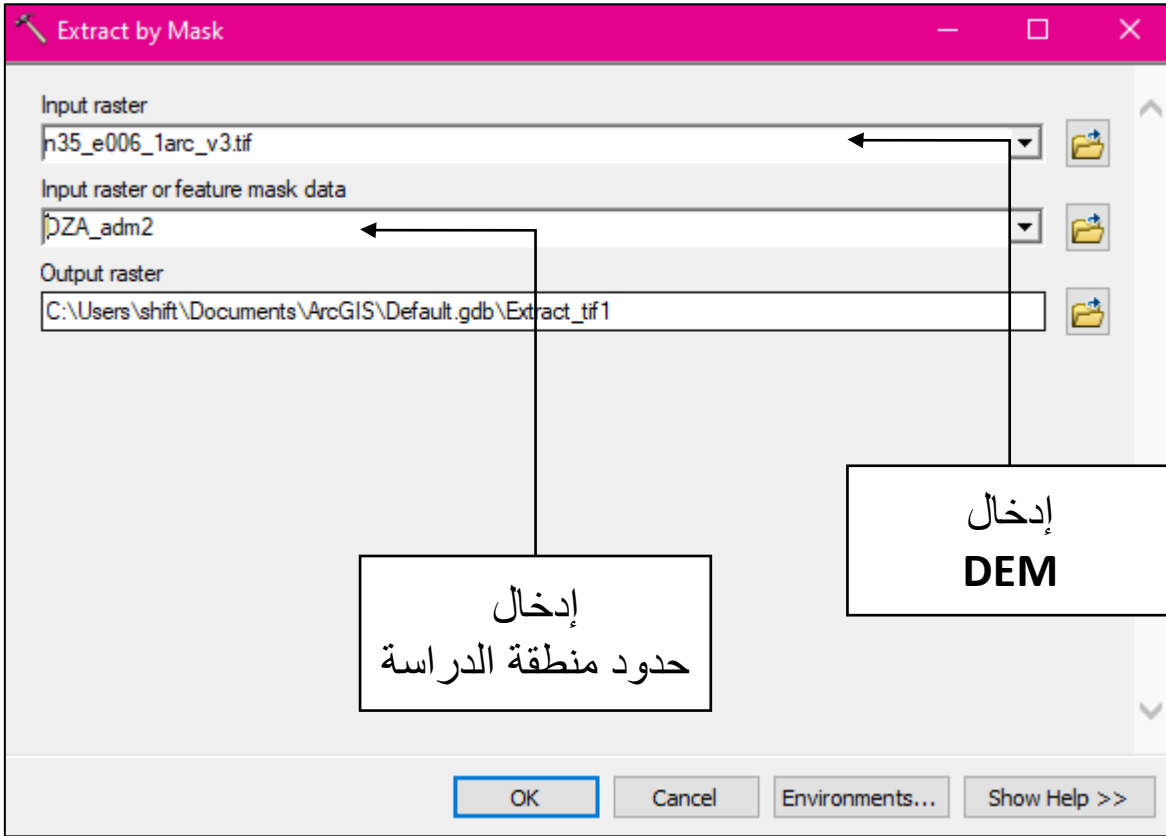 Extract by Mask
Input raster
n35_e006_1arc_v3.tif
Input raster or feature mask data
DZA_adm2
Output raster
C:\Users\shift\Documents\ArcGIS\Default.gdb\Extract_tif1
إدخال
DEM
إدخال
حدود منطقة الدراسة
OK
Cancel
Environments...
Show Help >>